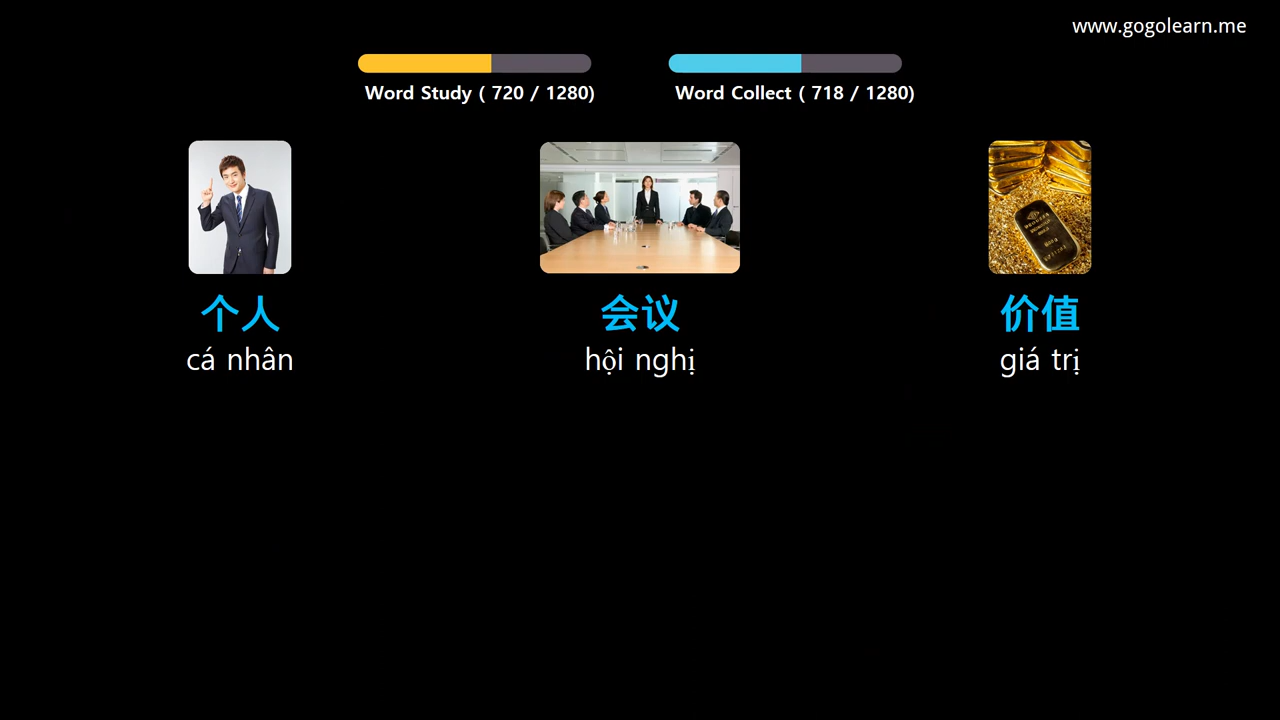 www.gogolearn.me
Word Study ( 720 / 1280)
Word Collect ( 718 / 1280)
个人
会议
价值
cá nhân
hội nghị
giá trị